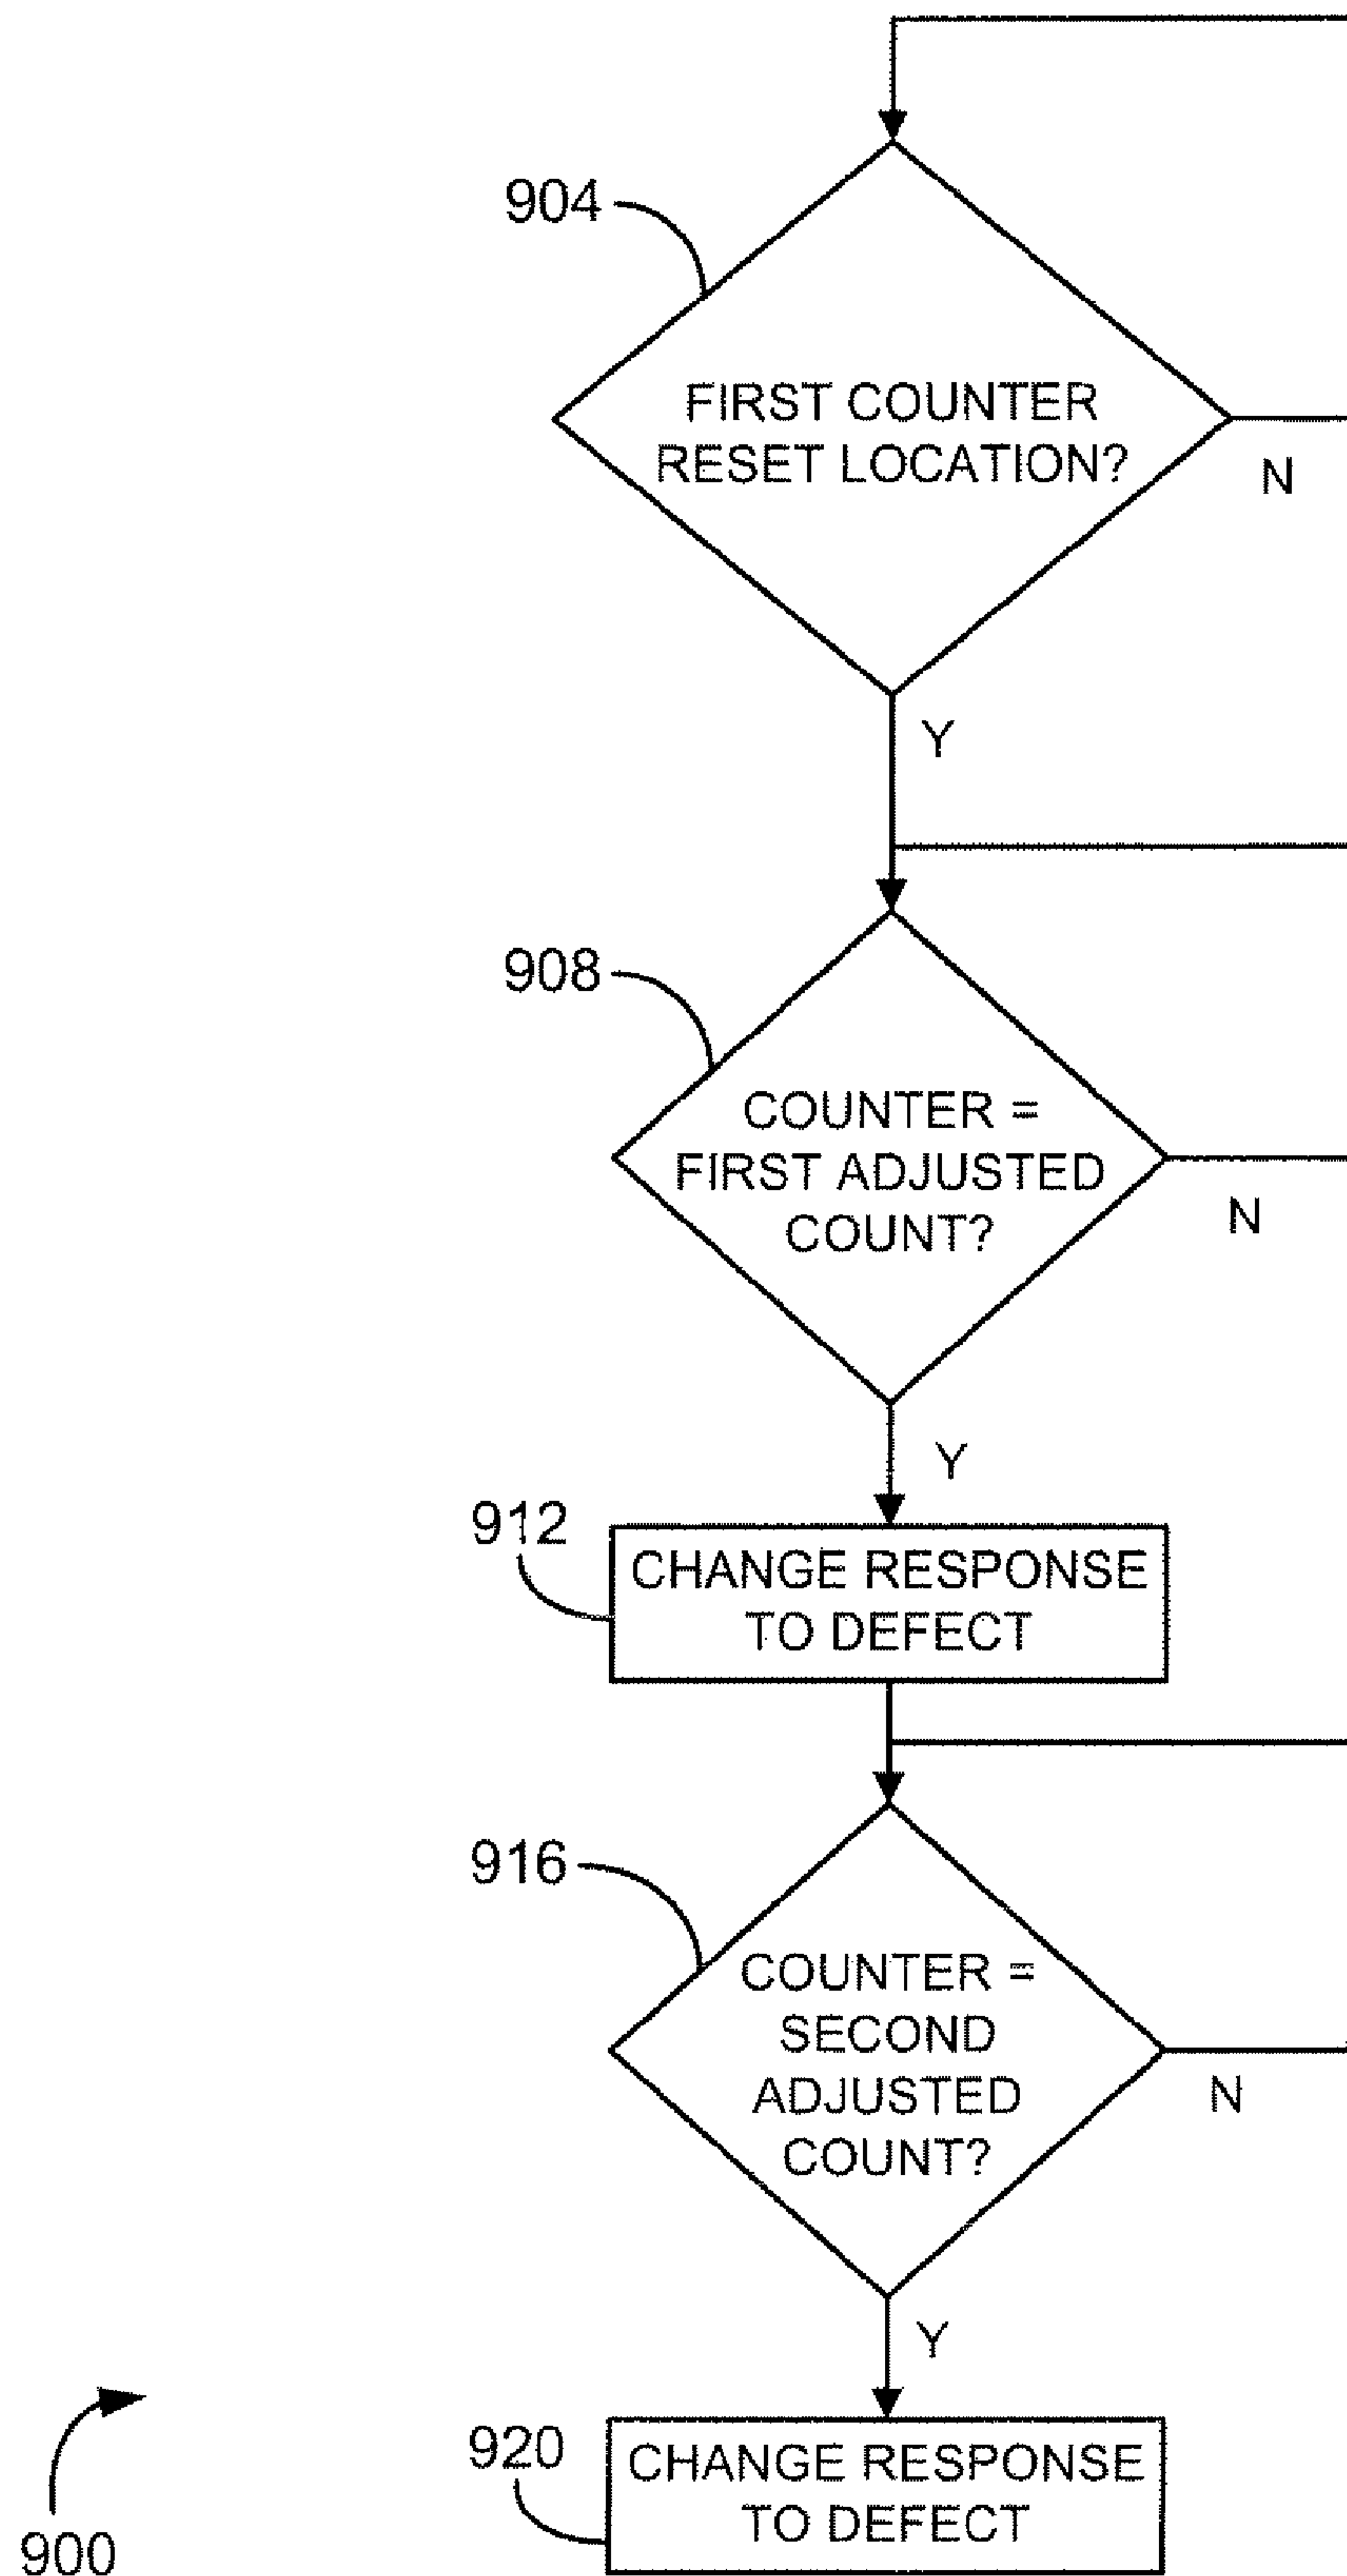 904
FIRST COUNTER
RESET LOCATION?
N
Y
908
COUNTER =
FIRST ADJUSTED
COUNT?
N
Y
912
CHANGE RESPONSE
TO DEFECT
916
COUNTER =
SECOND
ADJUSTED
COUNT?
N
Y
920
CHANGE RESPONSE
TO DEFECT
900